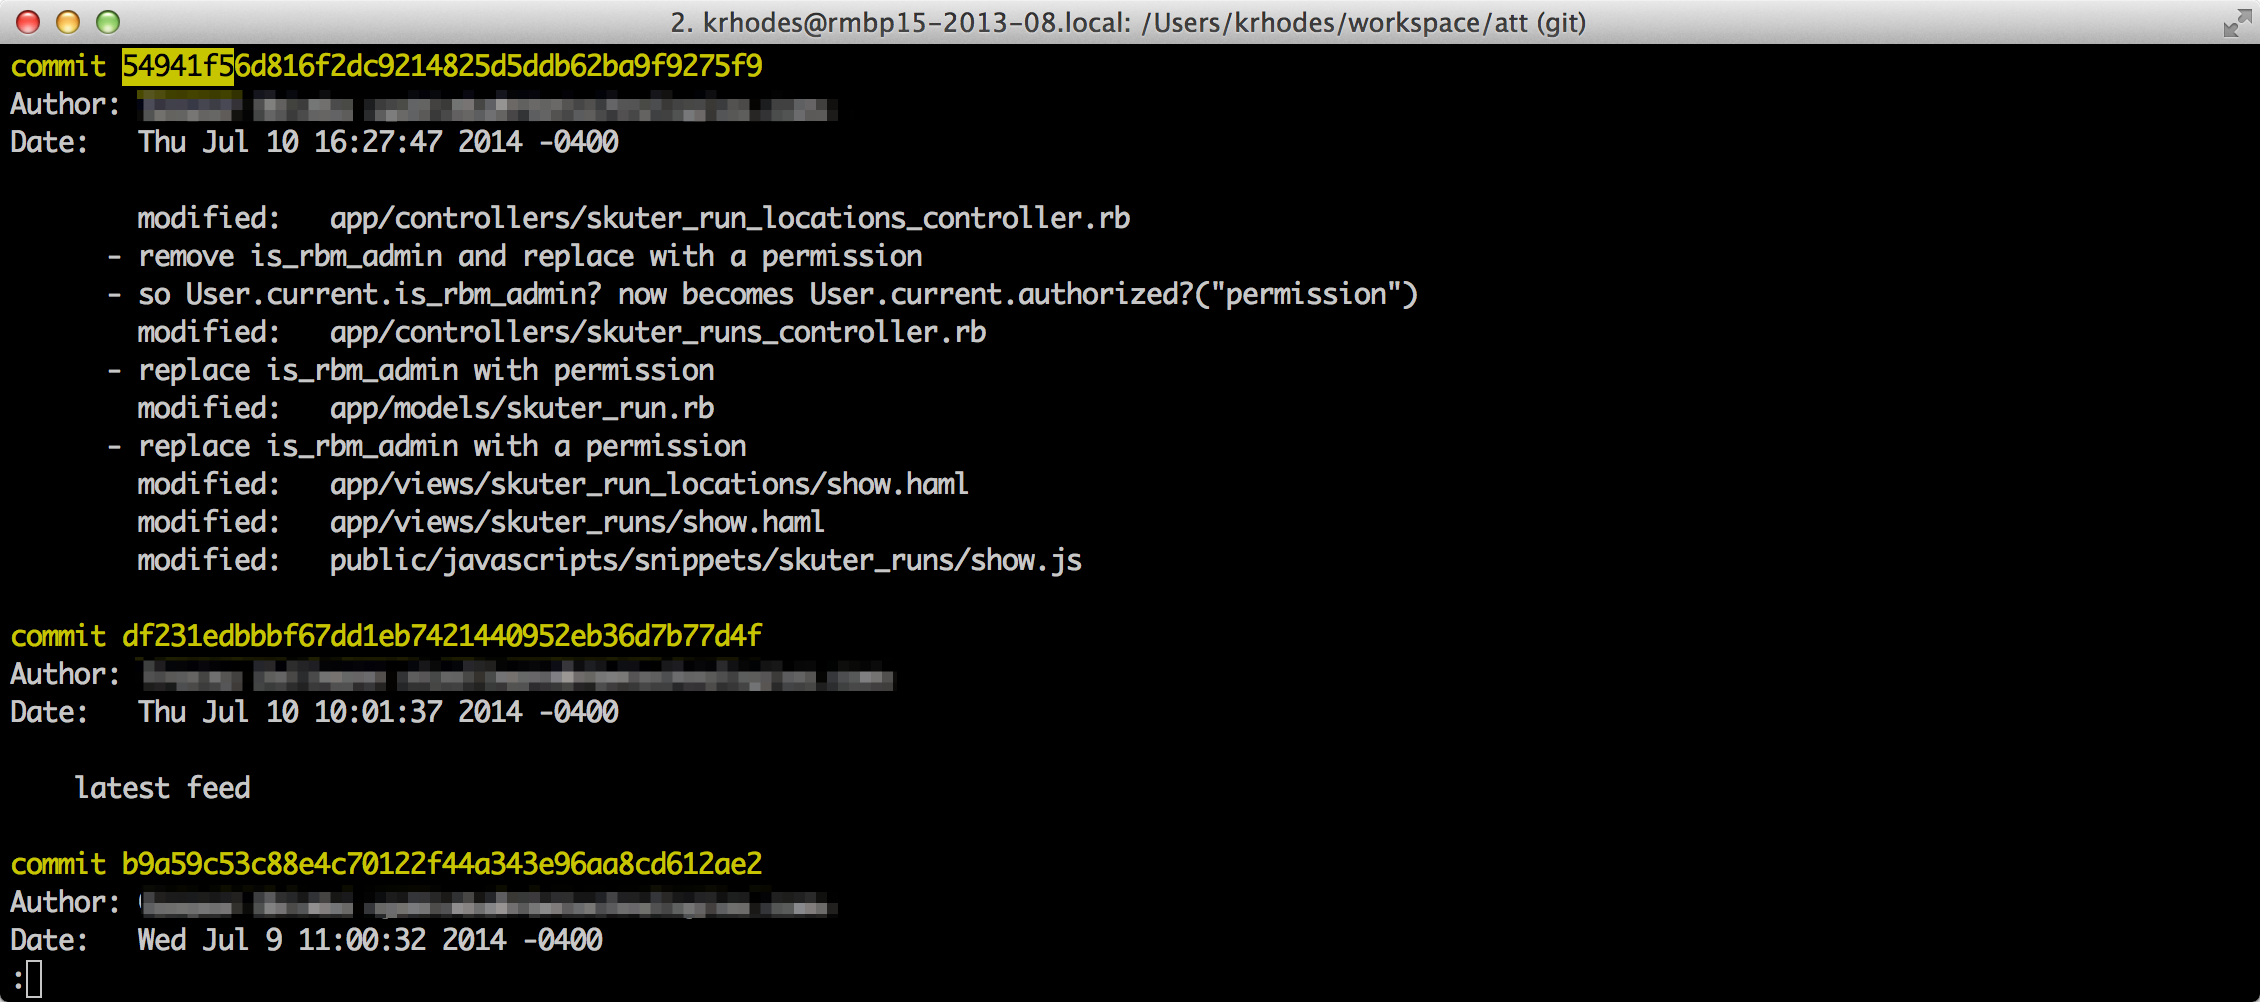 2. krhodes@rmbp15-2013-08.local: /Users/krhodes/workspace/att (git)
commit 54941f56d816f2dc9214825d5ddb62ba9f9275f9
Author:
Date:   Thu Jul 10 16:27:47 2014 -0400
modified:   app/controllers/skuter_run_locations_controller.rb
- remove is_rbm_admin and replace with a permission
- so User.current.is_rbm_admin? now becomes User.current.authorized?("permission")
modified:   app/controllers/skuter_runs_controller.rb
- replace is_rbm_admin with permission
modified:   app/models/skuter_run.rb
- replace is_rbm_admin with a permission
modified:   app/views/skuter_run_locations/show.haml
modified:   app/views/skuter_runs/show.haml
modified:   public/javascripts/snippets/skuter_runs/show.js
commit df231edbbbf67dd1eb7421440952eb36d7b77d4f
Author:
Date:   Thu Jul 10 10:01:37 2014 -0400
latest feed
commit b9a59c53c88e4c70122f44a343e96aa8cd612ae2
Author:
Date:   Wed Jul 9 11:00:32 2014 -0400
: